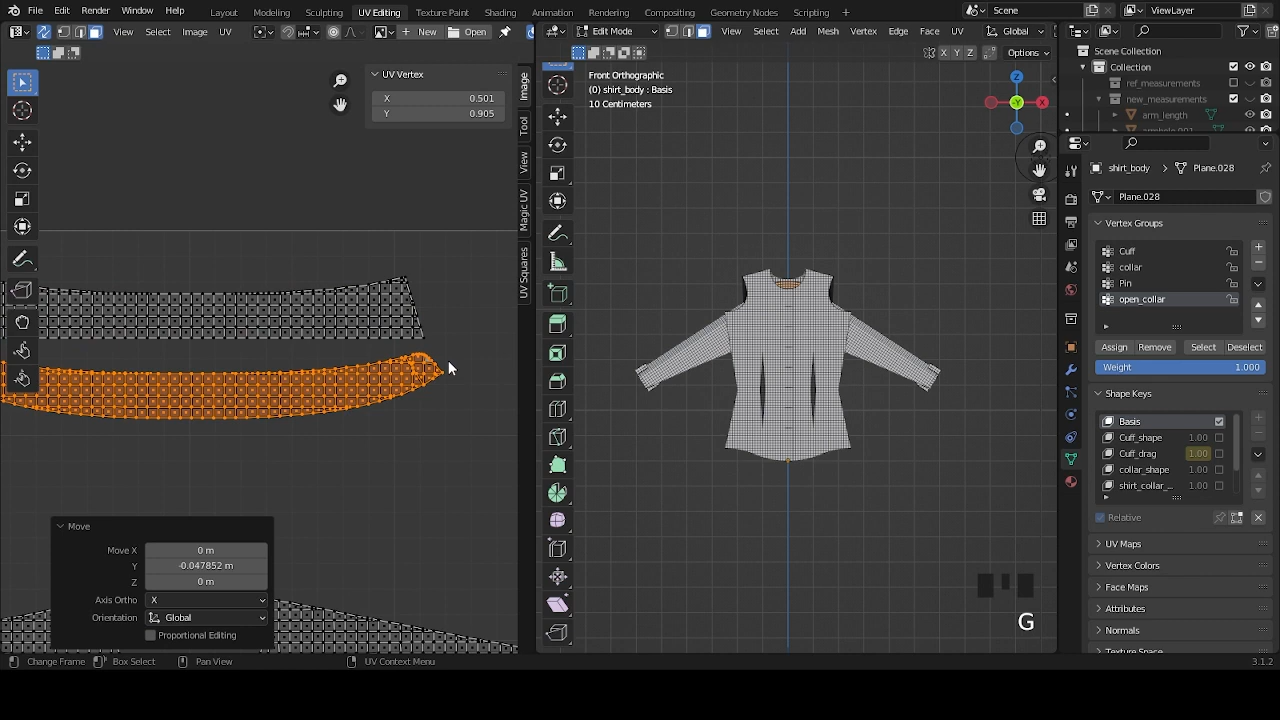 File Edit Render Window Help Layout Modeling Sculpting UV Editing Texture Paint Shading Animation Rendering Compositing Geometry Nodes Scripting + Scene ViewLayer
View Select Image UV New Open Edit Mode View Select Add Mesh Vertex Edge Face UV Global
X Y Z Options
Scene Collection
Collection
ref_measurements
new_measurements
arm_length
armhole.001
UV Vertex
X 0.501
Y 0.905
Image
Tool
View
Magic UV
UV Squares
Front Orthographic
(0) shirt_body : Basis
10 Centimeters
Z
-Y
X
shirt_body Plane.028
Plane.028
Vertex Groups
Cuff
collar
Pin
open_collar
Assign Remove Select Deselect
Weight 1.000
Shape Keys
Basis
Cuff_shape 1.00
Cuff_drag 1.00
collar_shape 1.00
shirt_collar_... 1.00
Relative
UV Maps
Vertex Colors
Face Maps
Attributes
Normals
Texture Space
Move
Move X 0 m
Y -0.047852 m
Z 0 m
Axis Ortho X
Orientation Global
Proportional Editing
G
Change Frame Box Select Pan View UV Context Menu 3.1.2